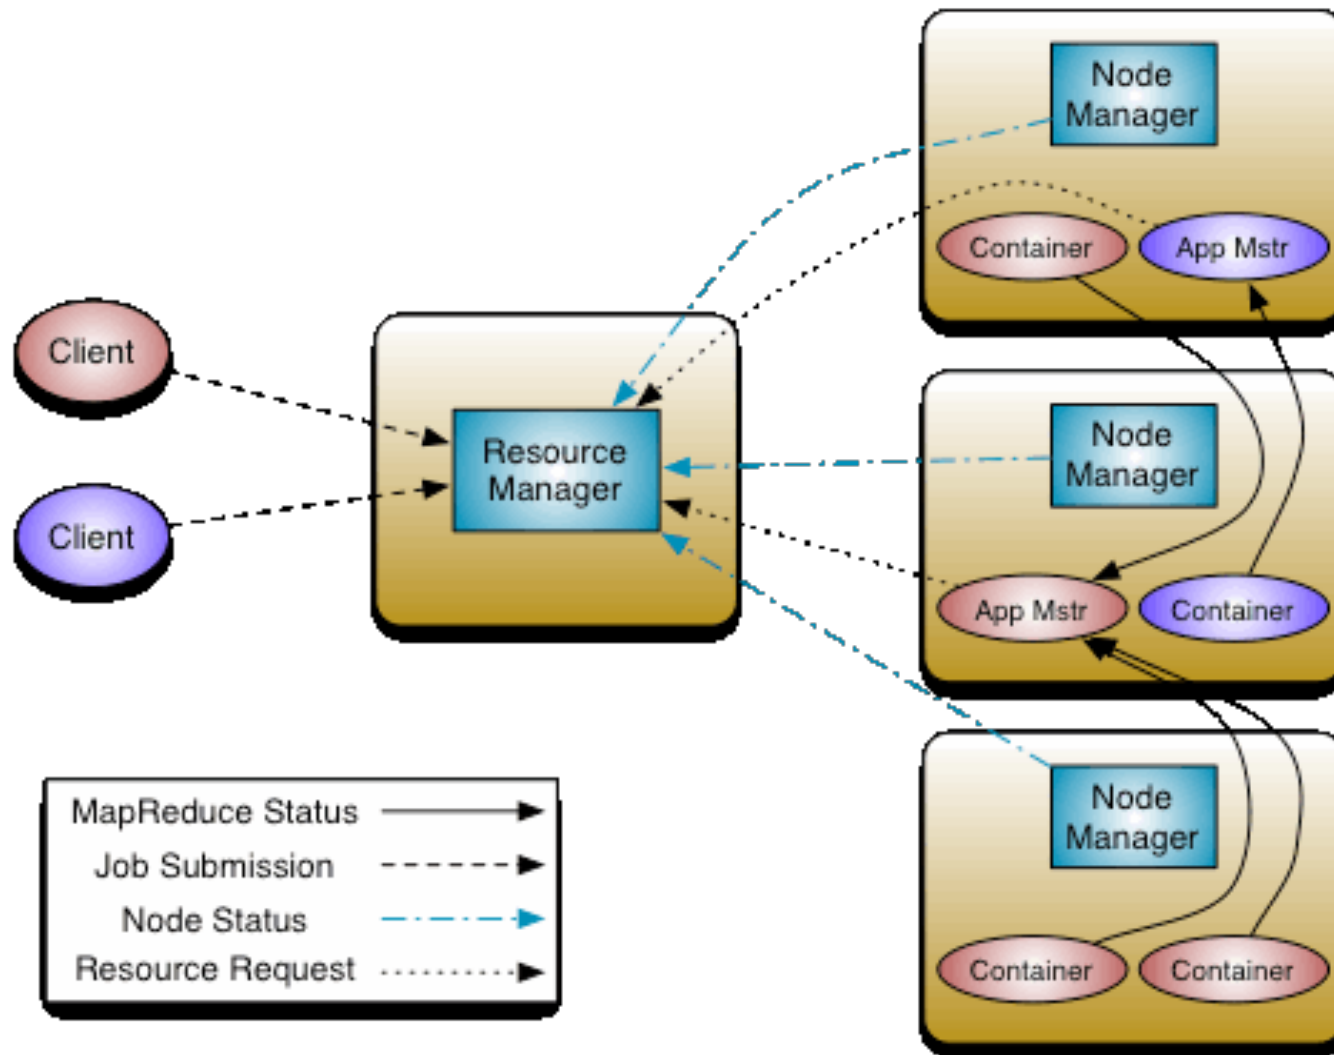 Client
Client
Resource
Manager
Node
Manager
Container
App Mstr
Node
Manager
App Mstr
Container
Node
Manager
Container
Container
MapReduce Status
Job Submission
Node Status
Resource Request